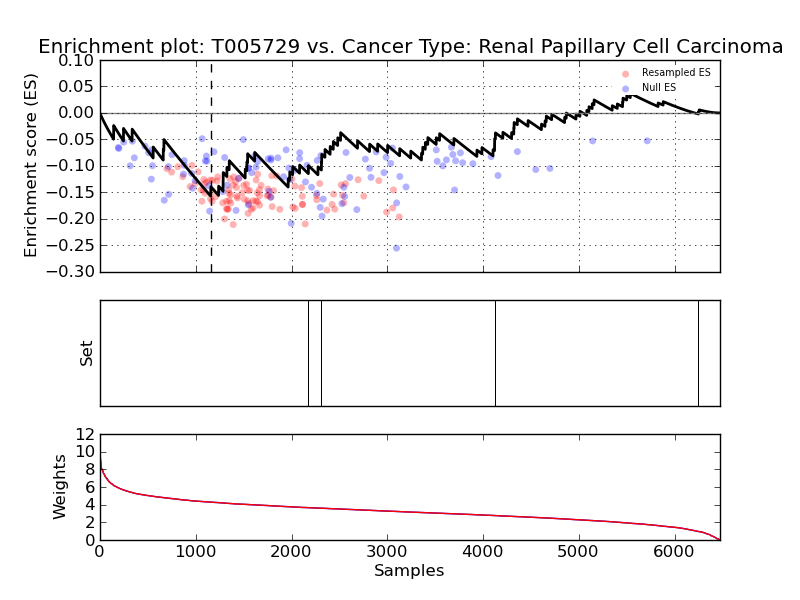 Enrichment plot: T005729 vs. Cancer Type: Renal Papillary Cell Carcinoma
Enrichment score (ES)
0.10
0.05
0.00
−0.05
−0.10
−0.15
−0.20
−0.25
−0.30
Resampled ES
Null ES
Set
Weights
12
10
8
6
4
2
0
0 1000 2000 3000 4000 5000 6000
Samples